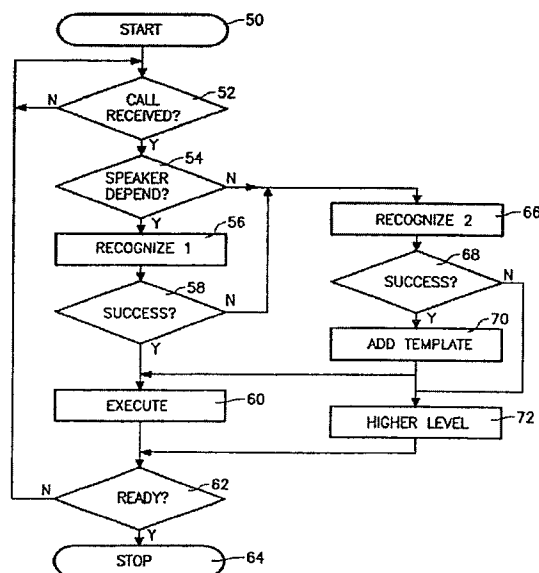 START
50
CALL
RECEIVED?
52
N
Y
SPEAKER
DEPEND?
54
N
Y
RECOGNIZE 1
56
SUCCESS?
58
N
Y
RECOGNIZE 2
66
SUCCESS?
68
N
Y
ADD TEMPLATE
70
EXECUTE
60
HIGHER LEVEL
72
READY?
62
N
Y
STOP
64